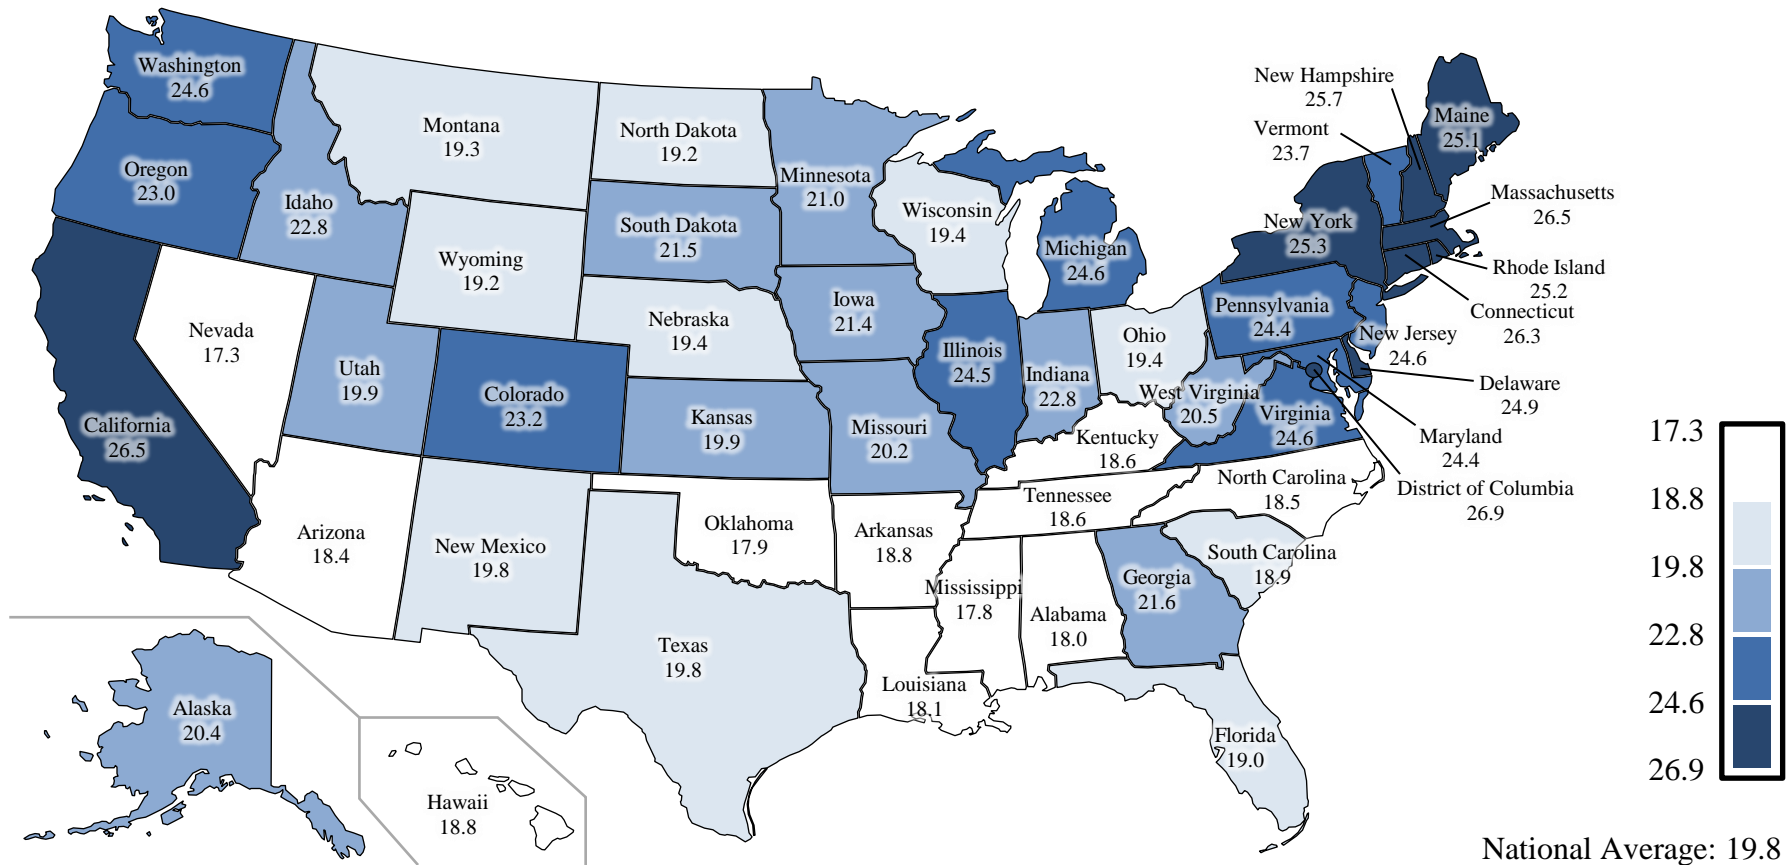 Washington
24.6
Oregon
23.0
California
26.5
Idaho
22.8
Nevada
17.3
Montana
19.3
Wyoming
19.2
Utah
19.9
Arizona
18.4
Colorado
23.2
New Mexico
19.8
North Dakota
19.2
South Dakota
21.5
Nebraska
19.4
Kansas
19.9
Oklahoma
17.9
Texas
19.8
Minnesota
21.0
Iowa
21.4
Missouri
20.2
Arkansas
18.8
Louisiana
18.1
Wisconsin
19.4
Illinois
24.5
Michigan
24.6
Indiana
22.8
Ohio
19.4
Kentucky
18.6
Tennessee
18.6
Mississippi
17.8
Alabama
18.0
Georgia
21.6
Florida
19.0
South Carolina
18.9
North Carolina
18.5
West Virginia
20.5
Virginia
24.6
Pennsylvania
24.4
New York
25.3
New Hampshire
25.7
Vermont
23.7
Maine
25.1
Massachusetts
26.5
Rhode Island
25.2
Connecticut
26.3
New Jersey
24.6
Delaware
24.9
Maryland
24.4
District of Columbia
26.9
Alaska
20.4
Hawaii
18.8
17.3
18.8
19.8
22.8
24.6
26.9
National Average: 19.8